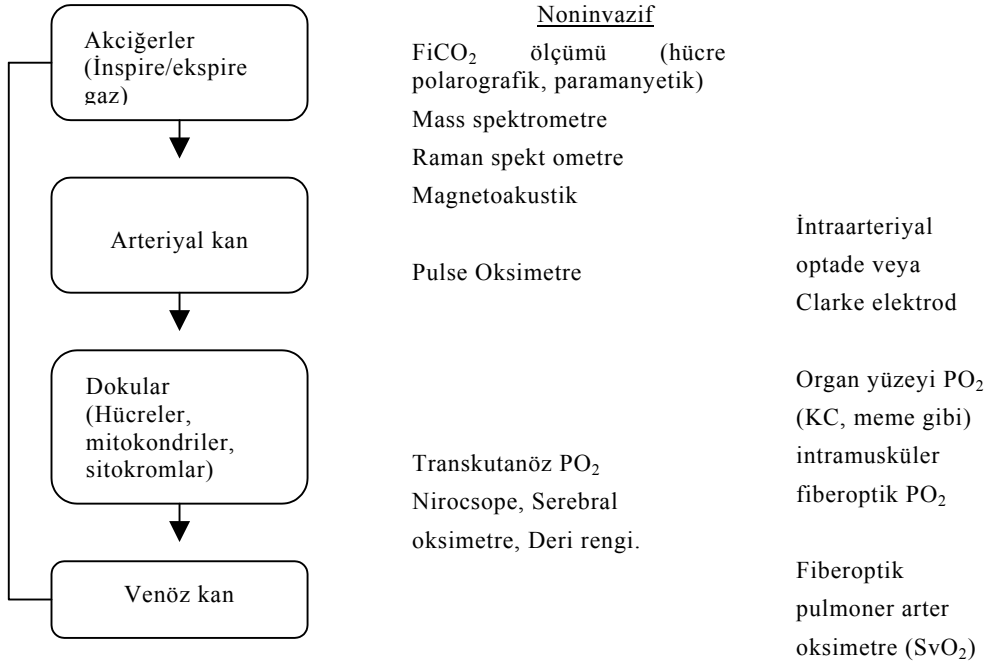 Akciğerler
(İnspire/ekspire
gaz)
Arteriyal kan
Dokular
(Hücreler,
mitokondriler,
sitokromlar)
Venöz kan
Noninvazif
FiCO₂ ölçümü (hücre
polarografik, paramanyetik)
Mass spektrometre
Raman spekt ometre
Magnetoakustik
Pulse Oksimetre
Transkutanöz PO₂
Nirocsope, Serebral
oksimetre, Deri rengi.
İntraarteriyal
optade veya
Clarke elektrod
Organ yüzeyi PO₂
(KC, meme gibi)
intramusküler
fiberoptik PO₂
Fiberoptik
pulmoner arter
oksimetre (SvO₂)